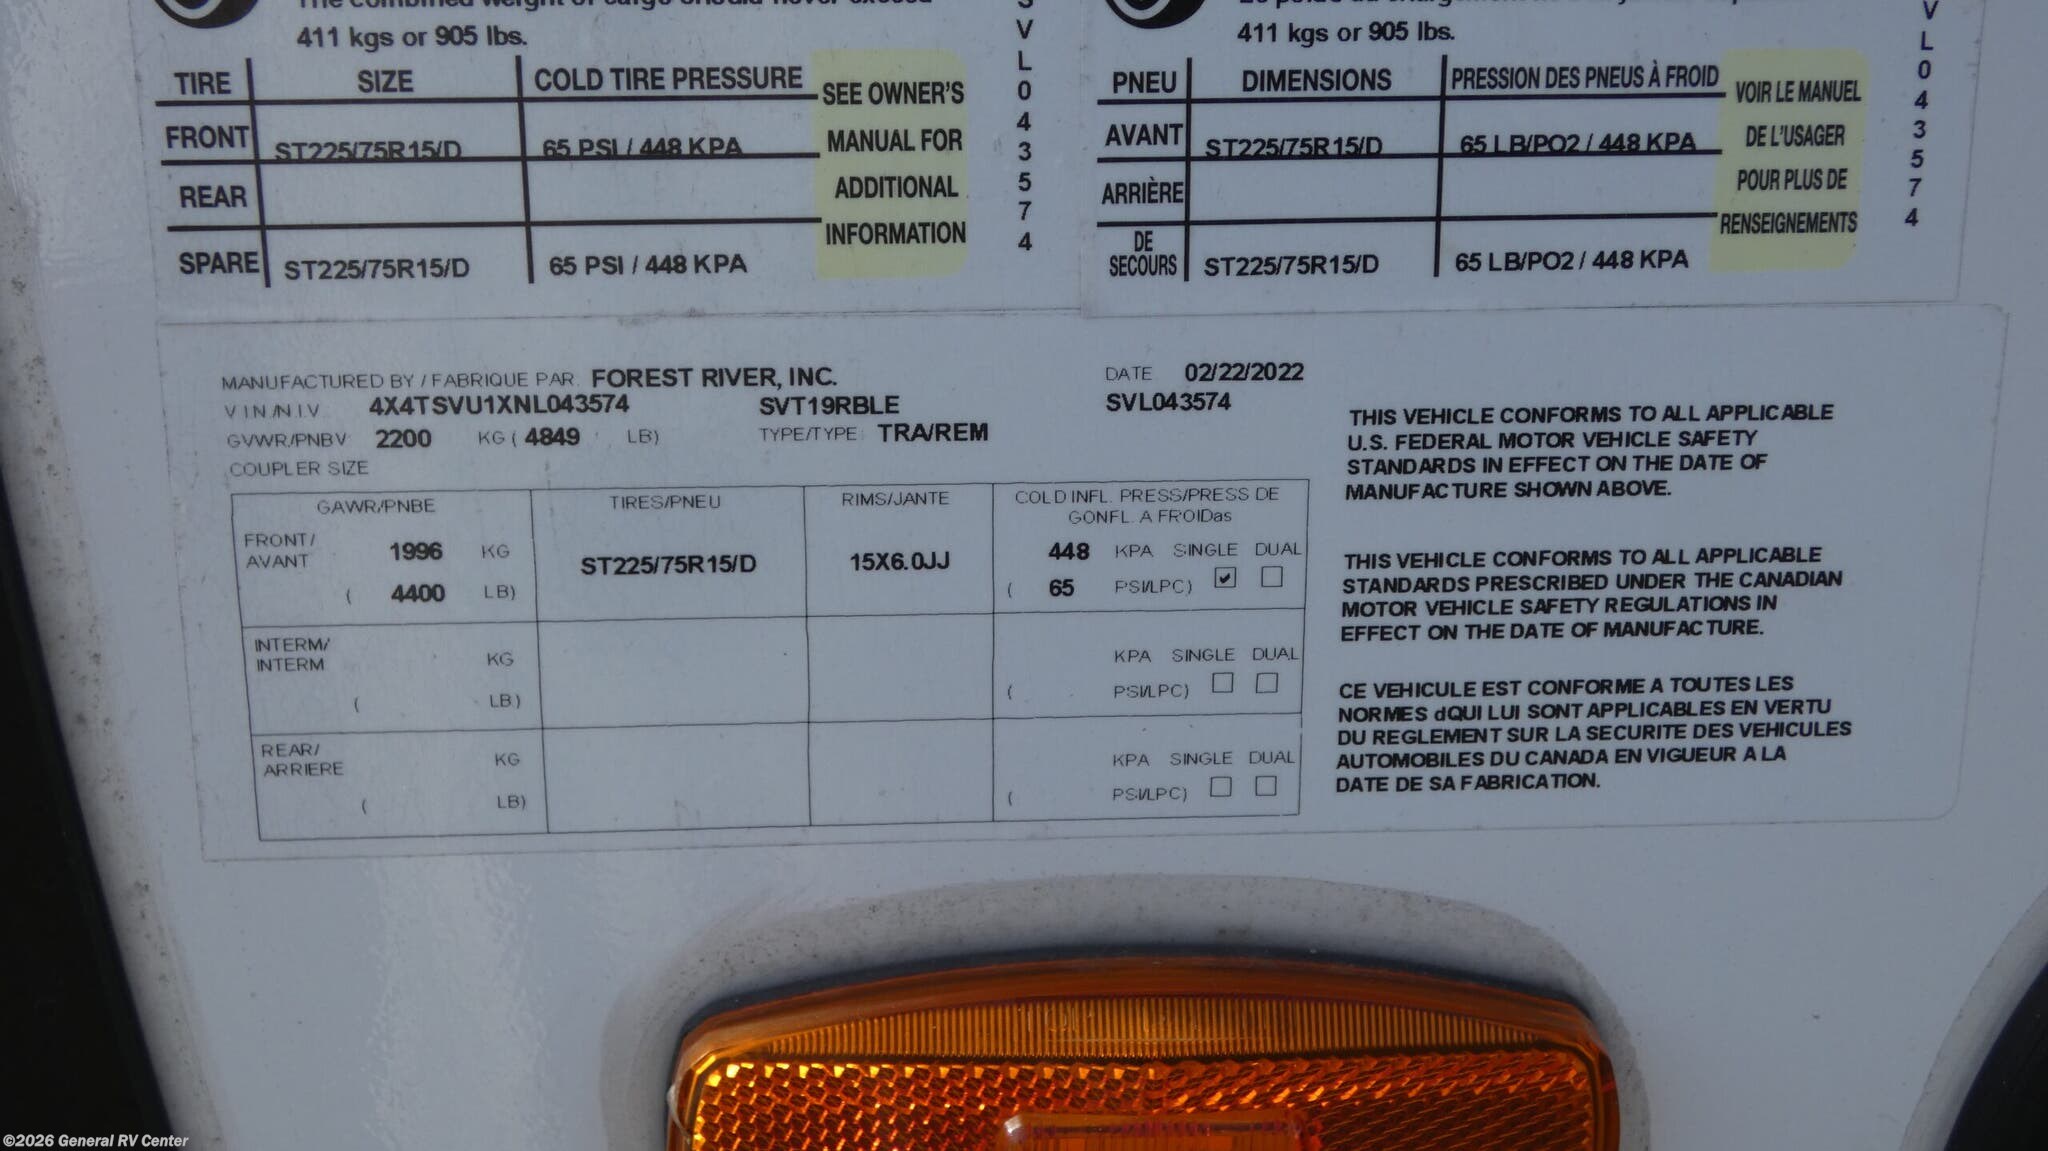 411 kgs or 905 lbs.
TIRE SIZE COLD TIRE PRESSURE SEE OWNER'S
MANUAL FOR
ADDITIONAL
INFORMATION
FRONT ST225/75R15/D 65 PSI / 448 KPA
REAR
SPARE ST225/75R15/D 65 PSI / 448 KPA
V
L
0
4
3
5
7
4
411 kgs or 905 lbs.
PNEU DIMENSIONS PRESSION DES PNEUS À FROID VOIR LE MANUEL
DE L'USAGER
POUR PLUS DE
RENSEIGNEMENTS
AVANT ST225/75R15/D 65 LB/PO2 / 448 KPA
ARRIÈRE
DE
SECOURS ST225/75R15/D 65 LB/PO2 / 448 KPA
V
L
0
4
3
5
7
4
MANUFACTURED BY / FABRIQUE PAR. FOREST RIVER, INC. DATE 02/22/2022
V I N /N.I.V. 4X4TSVU1XNL043574 SVT19RBLE SVL043574
GVWR/PNBV 2200 KG ( 4849 LB) TYPE/TYPE TRA/REM
COUPLER SIZE
GAWR/PNBE TIRES/PNEU RIMS/JANTE COLD INFL. PRESS/PRESS DE
GONFL. A FROIDas
FRONT/
AVANT 1996 KG ST225/75R15/D 15X6.0JJ 448 KPA SINGLE DUAL
( 4400 LB) ( 65 PSI/LPC)
INTERM/
INTERM KG KPA SINGLE DUAL
( LB) ( PSI/LPC)
REAR/
ARRIERE KG KPA SINGLE DUAL
( LB) ( PSI/LPC)
THIS VEHICLE CONFORMS TO ALL APPLICABLE
U.S. FEDERAL MOTOR VEHICLE SAFETY
STANDARDS IN EFFECT ON THE DATE OF
MANUFACTURE SHOWN ABOVE.
THIS VEHICLE CONFORMS TO ALL APPLICABLE
STANDARDS PRESCRIBED UNDER THE CANADIAN
MOTOR VEHICLE SAFETY REGULATIONS IN
EFFECT ON THE DATE OF MANUFACTURE.
CE VEHICULE EST CONFORME A TOUTES LES
NORMES dQUI LUI SONT APPLICABLES EN VERTU
DU REGLEMENT SUR LA SECURITE DES VEHICULES
AUTOMOBILES DU CANADA EN VIGUEUR A LA
DATE DE SA FABRICATION.
©2026 General RV Center